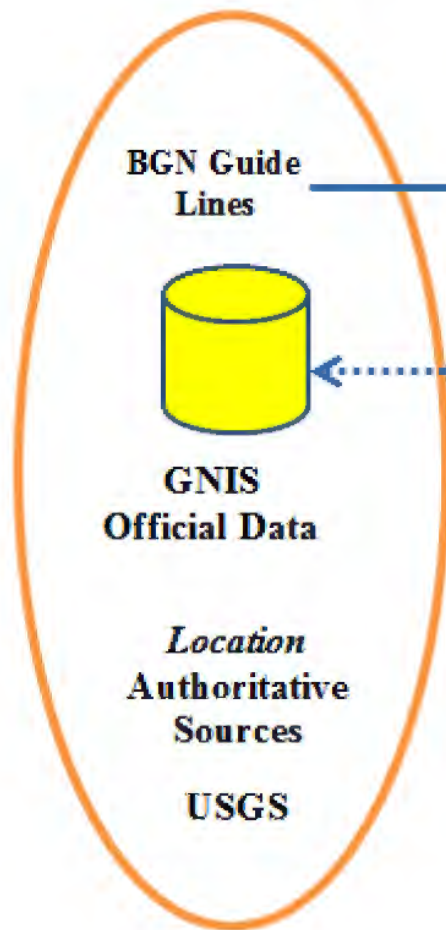 BGN Guide
Lines
GNIS
Official Data
Location
Authoritative
Sources
USGS